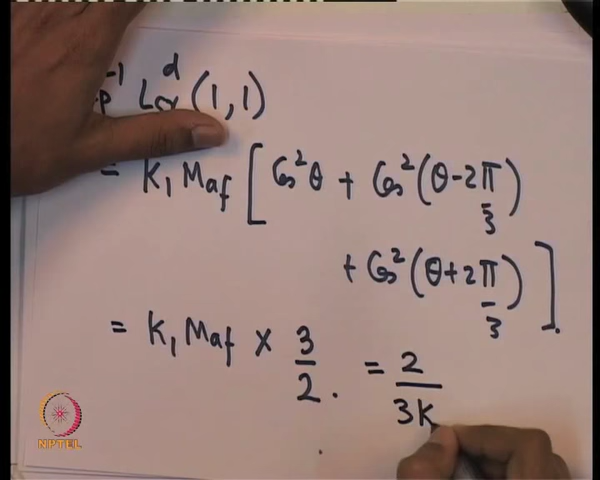 -1 d (1,1)
= K₁ Maf [ Cos²θ + Cos²(θ-2π/3)
+ Cos²(θ+2π/3) ].
= K₁ Maf × 3/2. = 2/3K
NPTEL